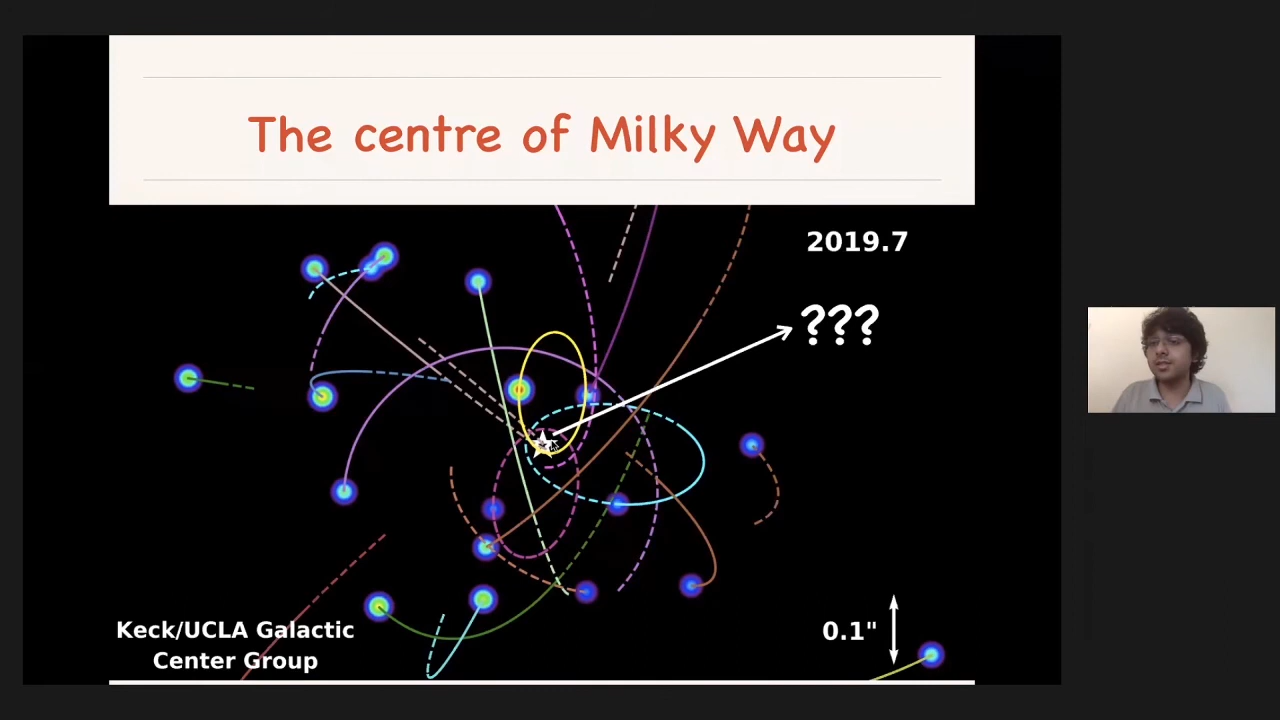 The centre of Milky Way
2019.7
???
Keck/UCLA Galactic
Center Group
0.1"